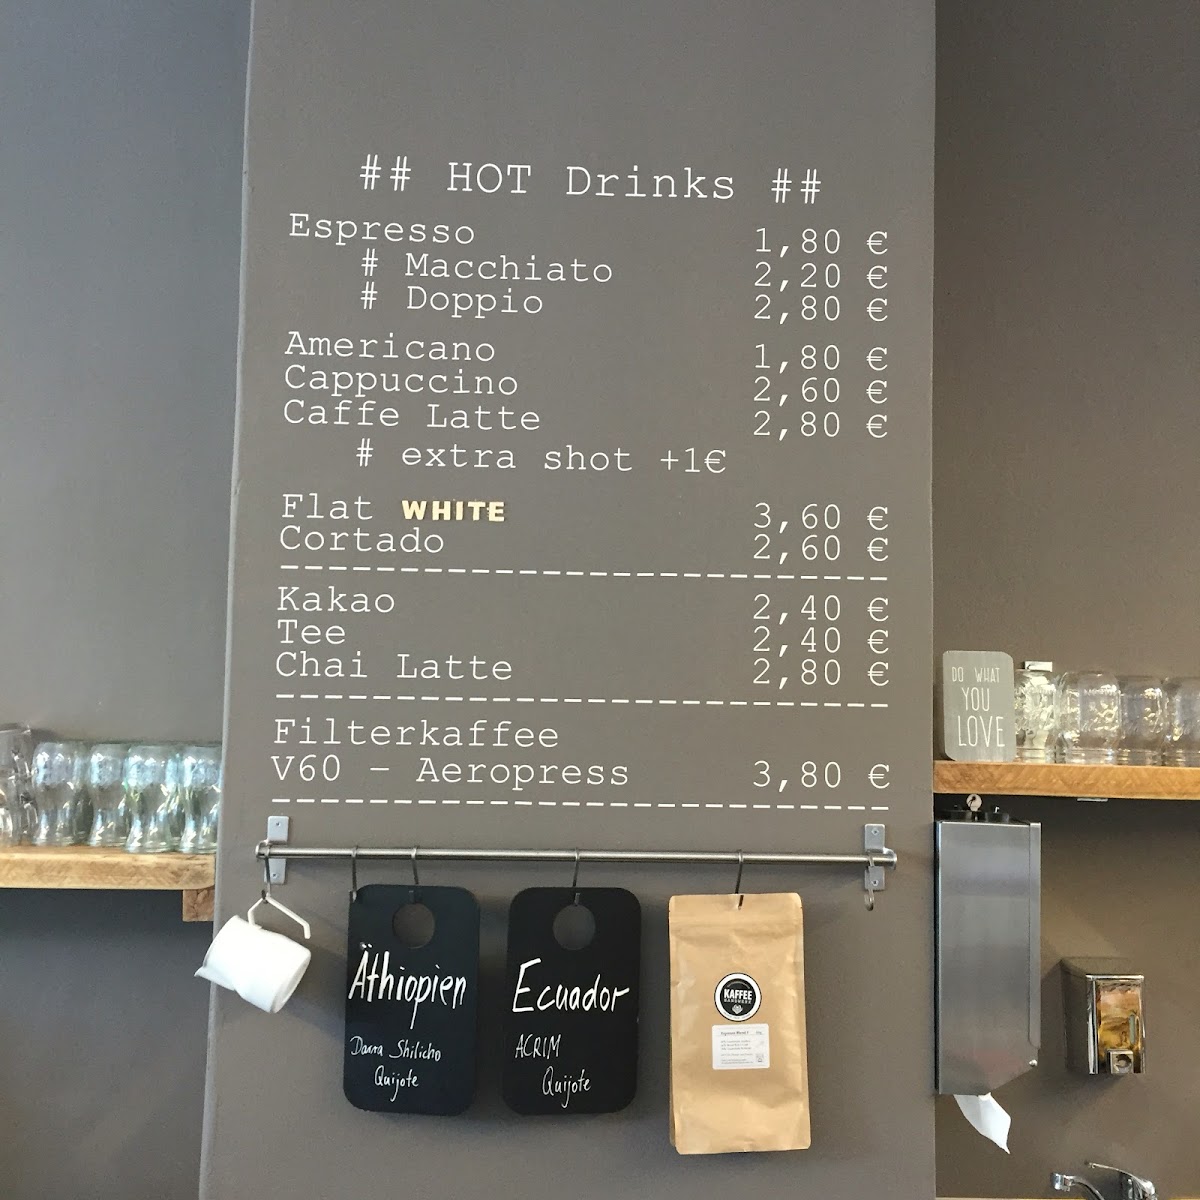 ## HOT Drinks ##
Espresso 1,80 €
# Macchiato 2,20 €
# Doppio 2,80 €
Americano 1,80 €
Cappuccino 2,60 €
Caffe Latte 2,80 €
# extra shot +1€
Flat WHITE 3,60 €
Cortado 2,60 €
Kakao 2,40 €
Tee 2,40 €
Chai Latte 2,80 €
Filterkaffee
V60 - Aeropress 3,80 €
DO WHAT
YOU
LOVE
Äthiopien
Darra Shilicho
Quijote
Ecuador
ACRIM
Quijote
KAFFEE